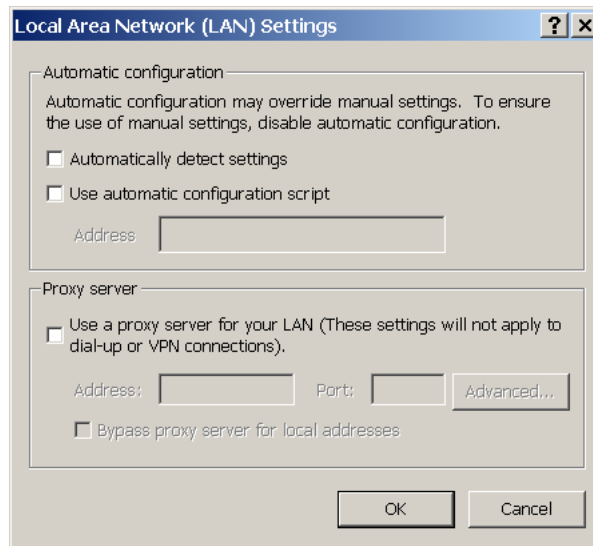 Local Area Network (LAN) Settings
Automatic configuration
Automatic configuration may override manual settings. To ensure
the use of manual settings, disable automatic configuration.
Automatically detect settings
Use automatic configuration script
Address
Proxy server
Use a proxy server for your LAN (These settings will not apply to
dial-up or VPN connections).
Address: Port: Advanced...
Bypass proxy server for local addresses
OK Cancel